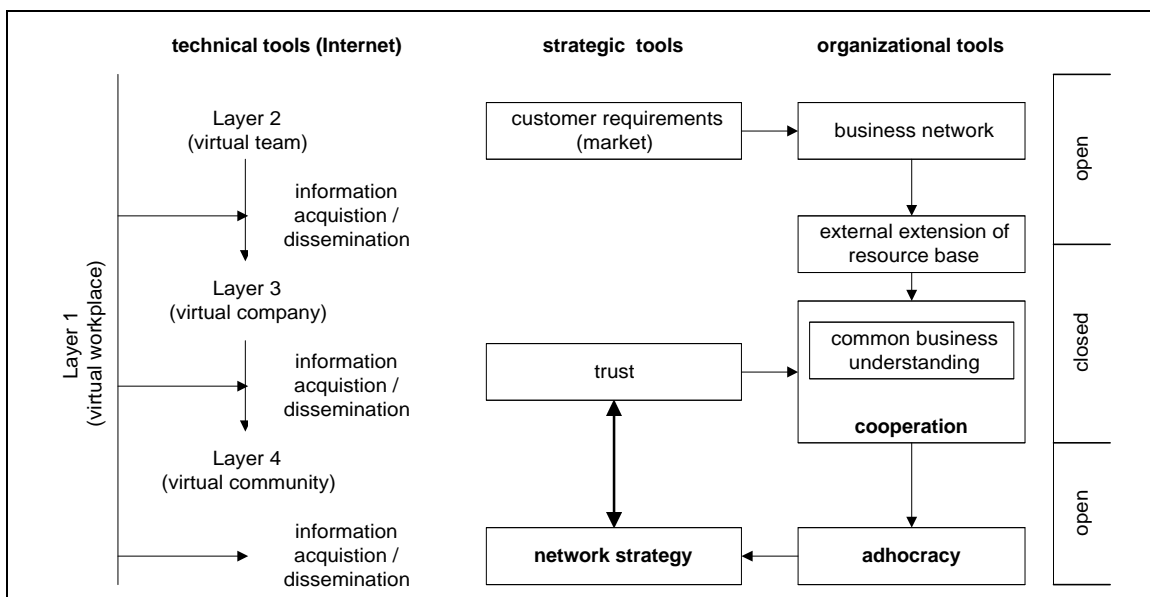 technical tools (Internet)
strategic tools
organizational tools
Layer 1
(virtual workplace)
Layer 2
(virtual team)
information
acquistion /
dissemination
Layer 3
(virtual company)
information
acquistion /
dissemination
Layer 4
(virtual community)
information
acquistion /
dissemination
customer requirements
(market)
trust
network strategy
business network
external extension of
resource base
common business
understanding
cooperation
adhocracy
open
closed
open